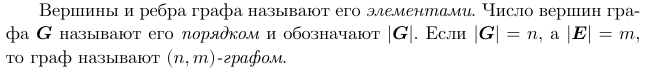 Вершины и ребра графа называют его элементами. Число вершин гра-
фа G называют его порядком и обозначают |G|. Если |G| = n, а |E| = m,
то граф называют (n, m)-графом.